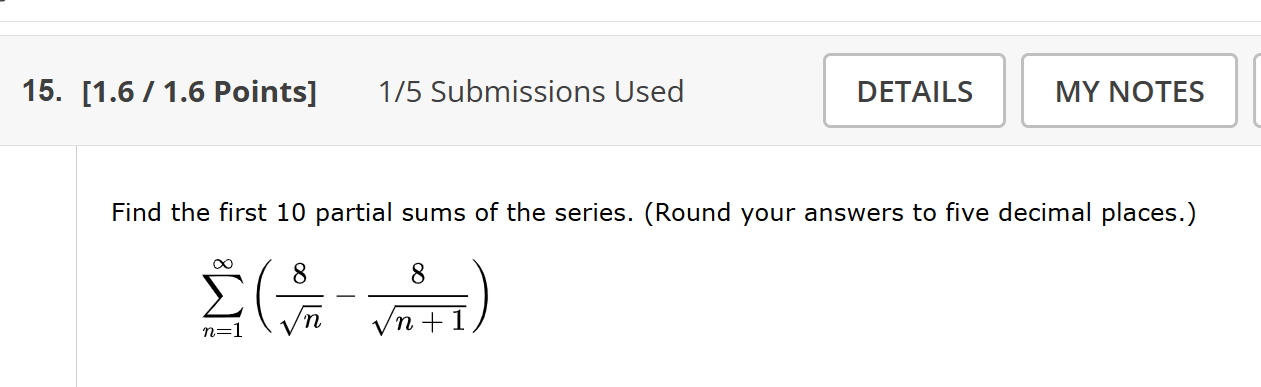 15. [1.6 / 1.6 Points] 1/5 Submissions Used DETAILS MY NOTES
Find the first 10 partial sums of the series. (Round your answers to five decimal places.)
∞
∑ ( 8/√n − 8/√(n + 1) )
n=1